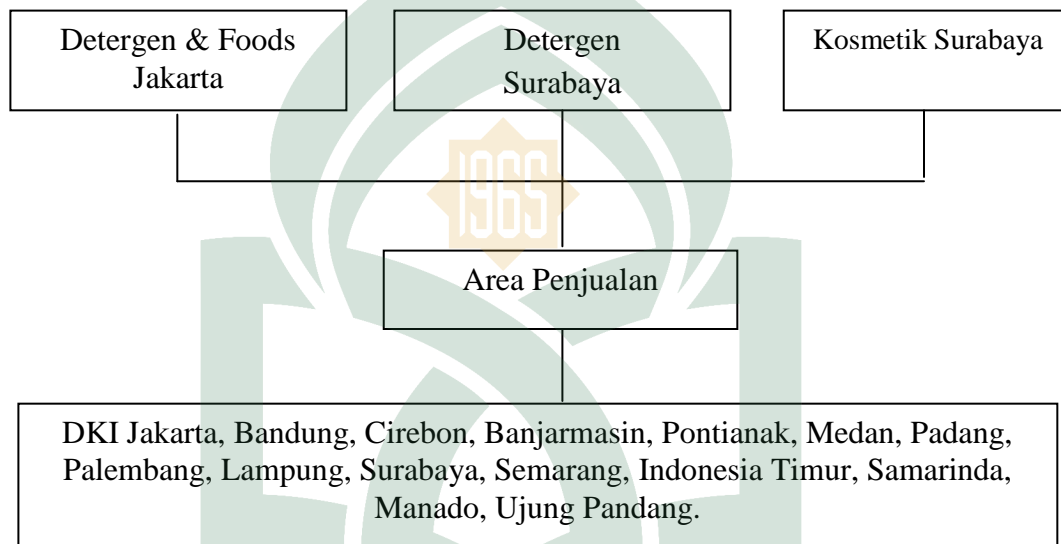 Detergen & Foods
Jakarta
Detergen
Surabaya
Kosmetik Surabaya
1965
Area Penjualan
DKI Jakarta, Bandung, Cirebon, Banjarmasin, Pontianak, Medan, Padang,
Palembang, Lampung, Surabaya, Semarang, Indonesia Timur, Samarinda,
Manado, Ujung Pandang.